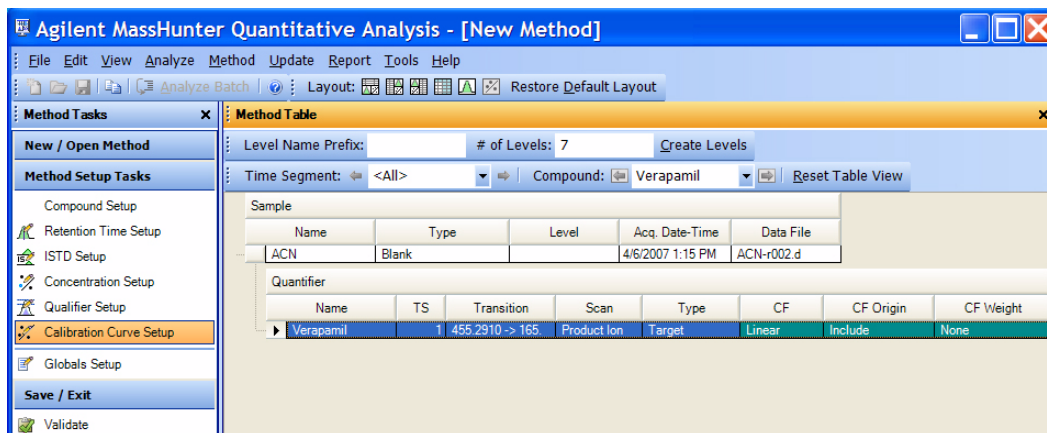 Agilent MassHunter Quantitative Analysis - [New Method]
File Edit View Analyze Method Update Report Tools Help
Analyze Batch Layout: Restore Default Layout
Method Tasks
Method Table
New / Open Method
Level Name Prefix: # of Levels: 7 Create Levels
Method Setup Tasks
Time Segment: <All> Compound: Verapamil Reset Table View
Compound Setup
Retention Time Setup
ISTD Setup
Concentration Setup
Qualifier Setup
Calibration Curve Setup
Globals Setup
Save / Exit
Validate
Sample
Name Type Level Acq. Date-Time Data File
ACN Blank 4/6/2007 1:15 PM ACN-r002.d
Quantifier
Name TS Transition Scan Type CF CF Origin CF Weight
Verapamil 1 455.2910 -> 165. Product Ion Target Linear Include None